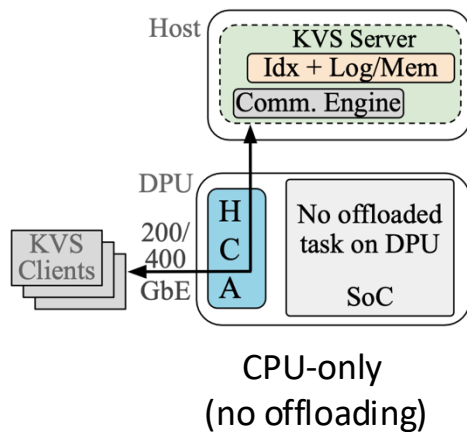 Host
KVS Server
Idx + Log/Mem
Comm. Engine
DPU
H
C
A
No offloaded
task on DPU
SoC
KVS
Clients
200/
400
GbE
CPU-only
(no offloading)